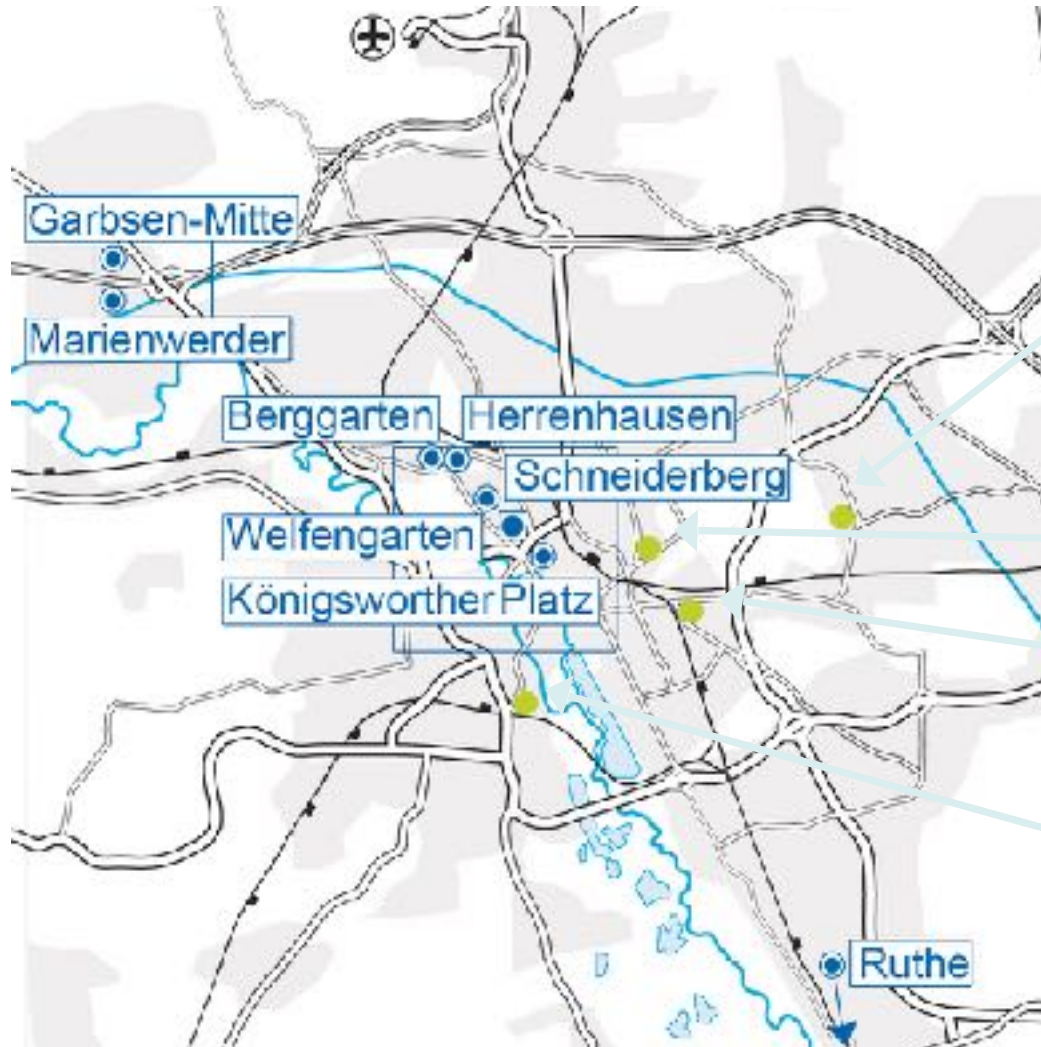 Garbsen-Mitte
Marienwerder
Berggarten
Herrenhausen
Schneiderberg
Welfengarten
Königsworther Platz
Ruthe